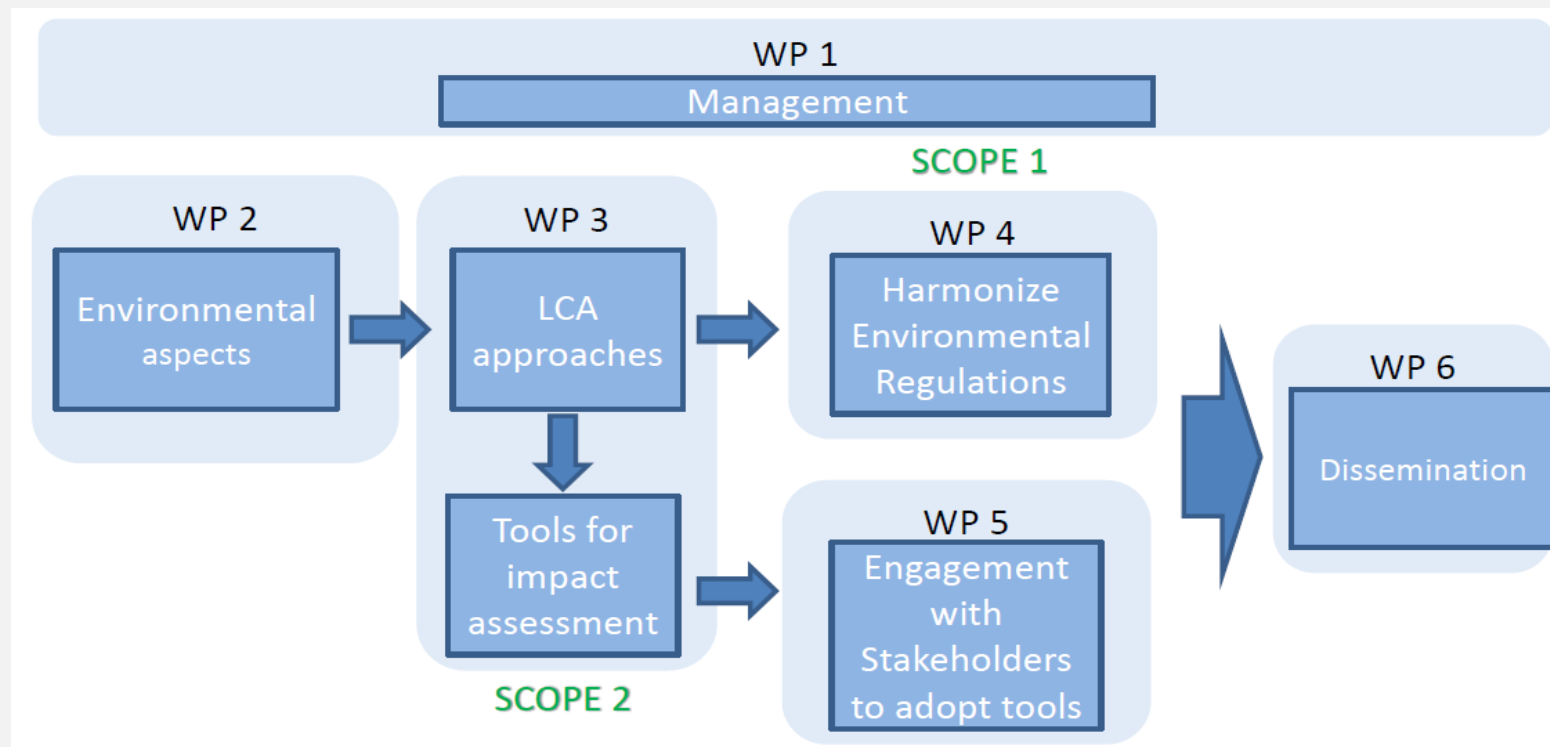 WP 1
Management
SCOPE 1
WP 2
Environmental
aspects
WP 3
LCA
approaches
Tools for
impact
assessment
SCOPE 2
WP 4
Harmonize
Environmental
Regulations
WP 5
Engagement
with
Stakeholders
to adopt tools
WP 6
Dissemination